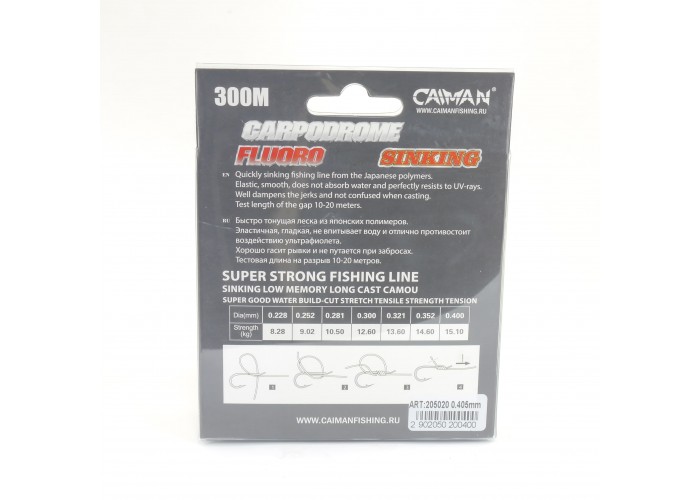 300M
CAIMAN®
WWW.CAIMANFISHING.RU
CARPODROME
FLUORO SINKING
EN Quickly sinking fishing line from the Japanese polymers.
Elastic, smooth, does not absorb water and perfectly resists to UV-rays.
Well dampens the jerks and not confused when casting.
Test length of the gap 10-20 meters.
RU Быстро тонущая леска из японских полимеров.
Эластичная, гладкая, не впитывает воду и отлично противостоит
воздействию ультрафиолета.
Хорошо гасит рывки и не путается при забросах.
Тестовая длина на разрыв 10-20 метров.
SUPER STRONG FISHING LINE
SINKING LOW MEMORY LONG CAST CAMOU
SUPER GOOD WATER BUILD-CUT STRETCH TENSILE STRENGTH TENSION
Dia(mm) 0.228 0.252 0.281 0.300 0.321 0.352 0.400
Strength (kg) 8.28 9.02 10.50 12.60 13.60 14.60 15.10
1 2 3 4
WWW.CAIMANFISHING.RU
ART:205020 0.405mm
2 902050 200400